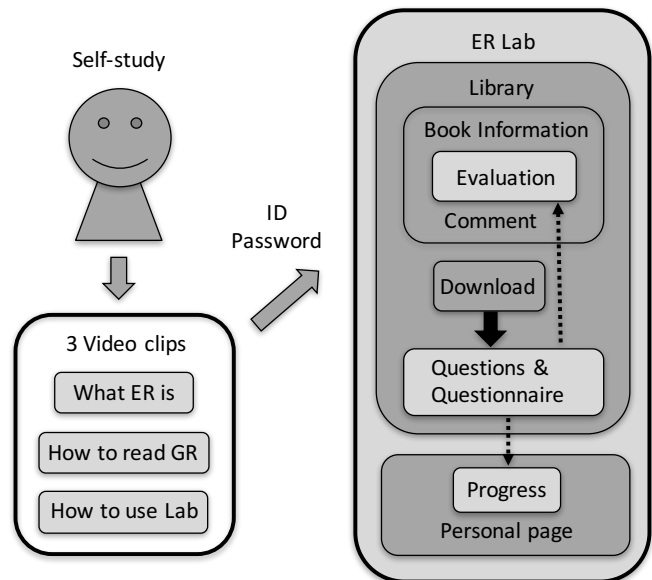 Self-study
3 Video clips
What ER is
How to read GR
How to use Lab
ID
Password
ER Lab
Library
Book Information
Evaluation
Comment
Download
Questions &
Questionnaire
Progress
Personal page